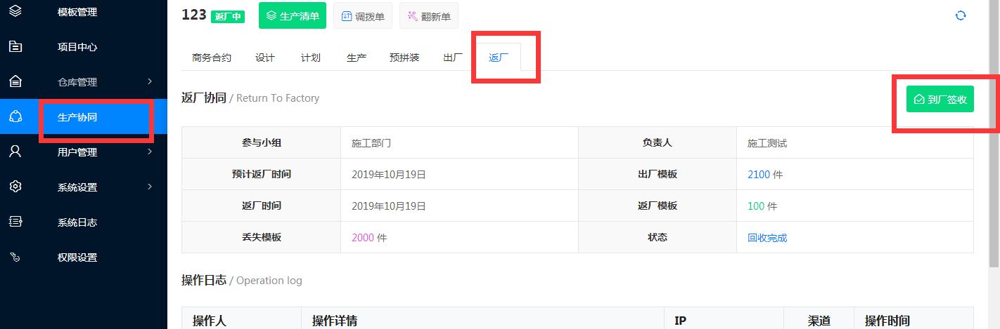 模板管理
项目中心
仓库管理
生产协同
用户管理
系统设置
系统日志
权限设置
123 返厂中 生产清单 调拨单 翻新单
商务合约 设计 计划 生产 预拼装 出厂 返厂
返厂协同 / Return To Factory 到厂签收
参与小组 施工部门 负责人 施工测试
预计返厂时间 2019年10月19日 出厂模板 2100 件
返厂时间 2019年10月19日 返厂模板 100 件
丢失模板 2000 件 状态 回收完成
操作日志 / Operation log
操作人 操作详情 IP 渠道 操作时间